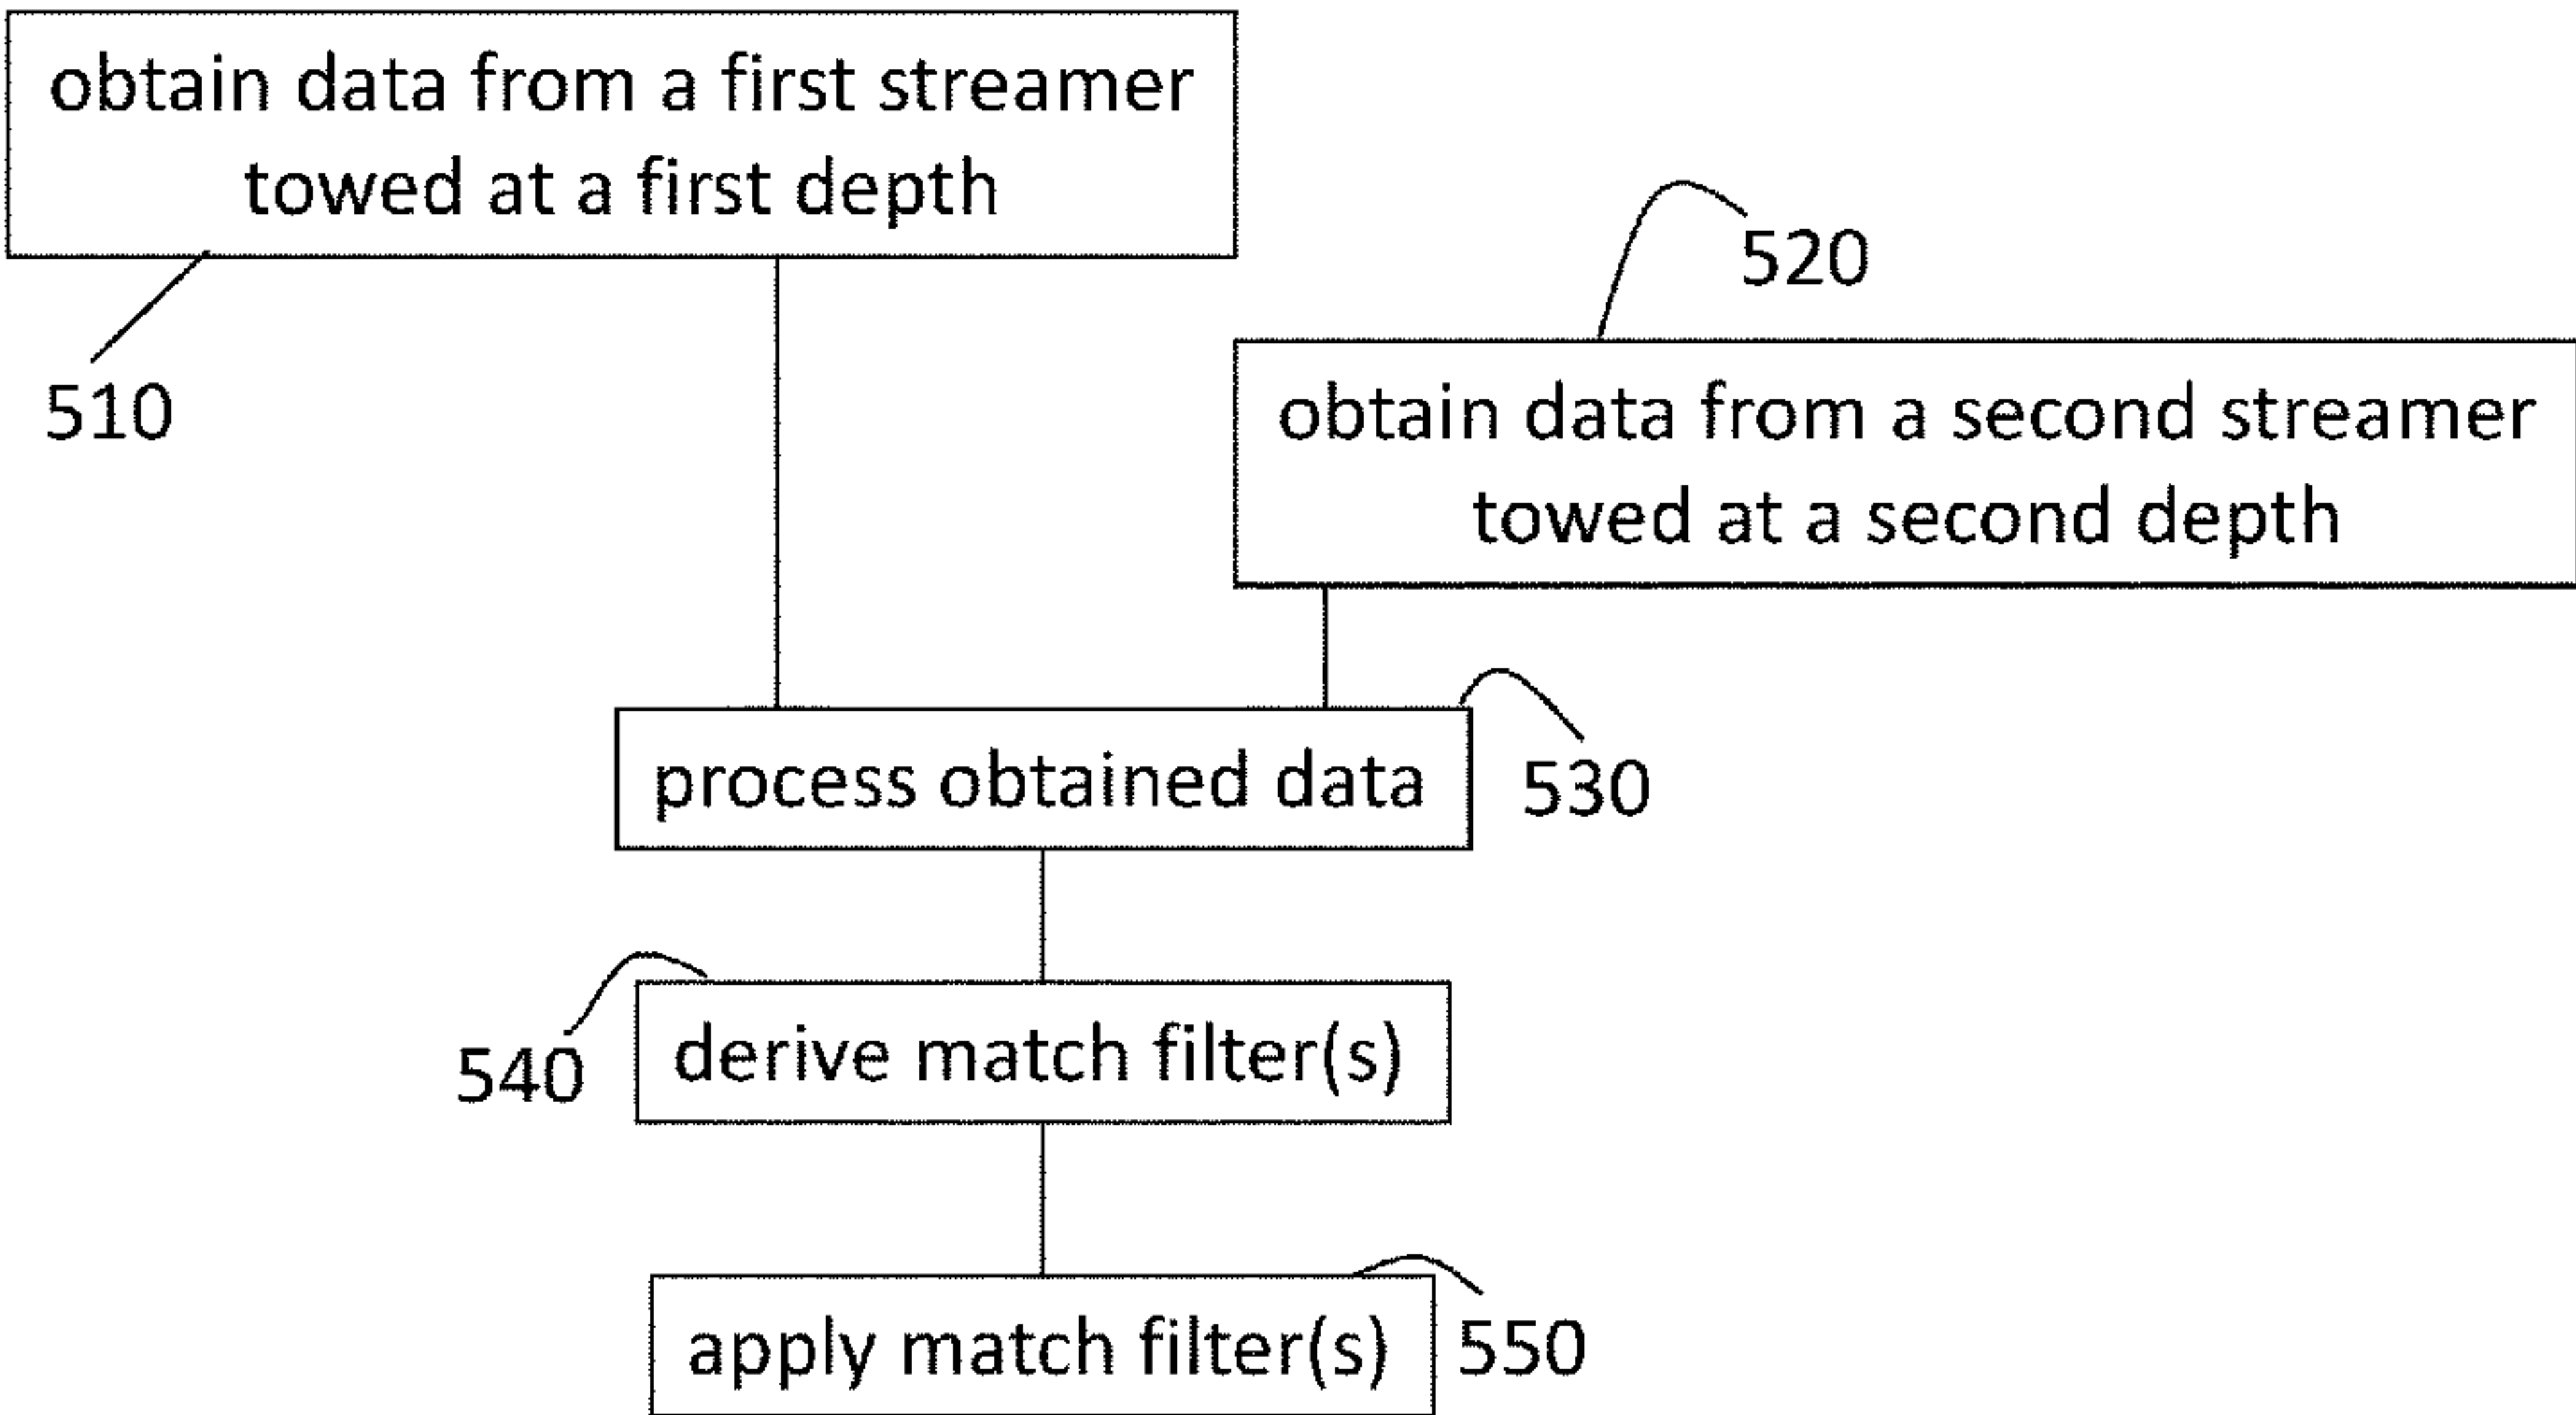 obtain data from a first streamer
towed at a first depth
510
520
obtain data from a second streamer
towed at a second depth
process obtained data
530
540
derive match filter(s)
apply match filter(s)
550